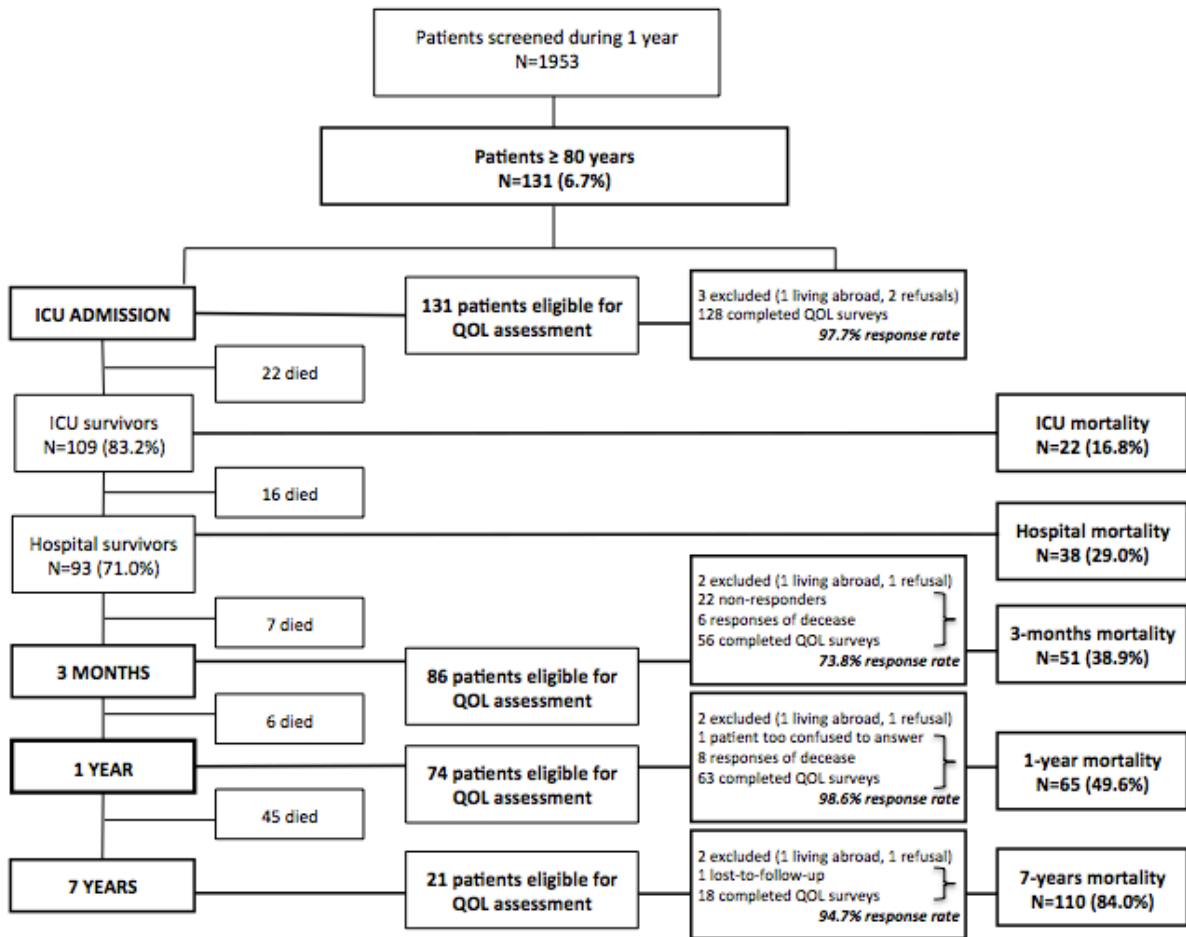 Patients screened during 1 year
N=1953
Patients ≥ 80 years
N=131 (6.7%)
ICU ADMISSION
131 patients eligible for
QOL assessment
3 excluded (1 living abroad, 2 refusals)
128 completed QOL surveys
97.7% response rate
22 died
ICU survivors
N=109 (83.2%)
ICU mortality
N=22 (16.8%)
16 died
Hospital survivors
N=93 (71.0%)
Hospital mortality
N=38 (29.0%)
7 died
3 MONTHS
86 patients eligible for
QOL assessment
2 excluded (1 living abroad, 1 refusal)
22 non-responders
6 responses of decease
56 completed QOL surveys
73.8% response rate
3-months mortality
N=51 (38.9%)
6 died
1 YEAR
74 patients eligible for
QOL assessment
2 excluded (1 living abroad, 1 refusal)
1 patient too confused to answer
8 responses of decease
63 completed QOL surveys
98.6% response rate
1-year mortality
N=65 (49.6%)
45 died
7 YEARS
21 patients eligible for
QOL assessment
2 excluded (1 living abroad, 1 refusal)
1 lost-to-follow-up
18 completed QOL surveys
94.7% response rate
7-years mortality
N=110 (84.0%)